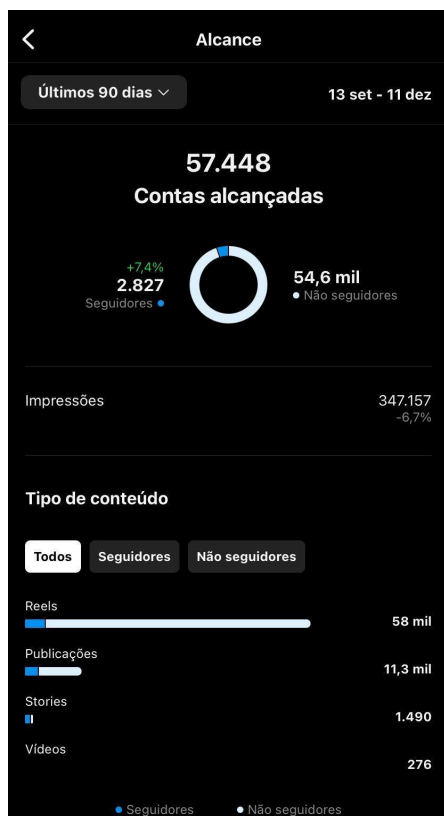 Alcance
Últimos 90 dias
13 set - 11 dez
57.448
Contas alcançadas
+7,4%
2.827
Seguidores
54,6 mil
Não seguidores
Impressões
347.157
-6,7%
Tipo de conteúdo
Todos
Seguidores
Não seguidores
Reels
58 mil
Publicações
11,3 mil
Stories
1.490
Vídeos
276
Seguidores
Não seguidores